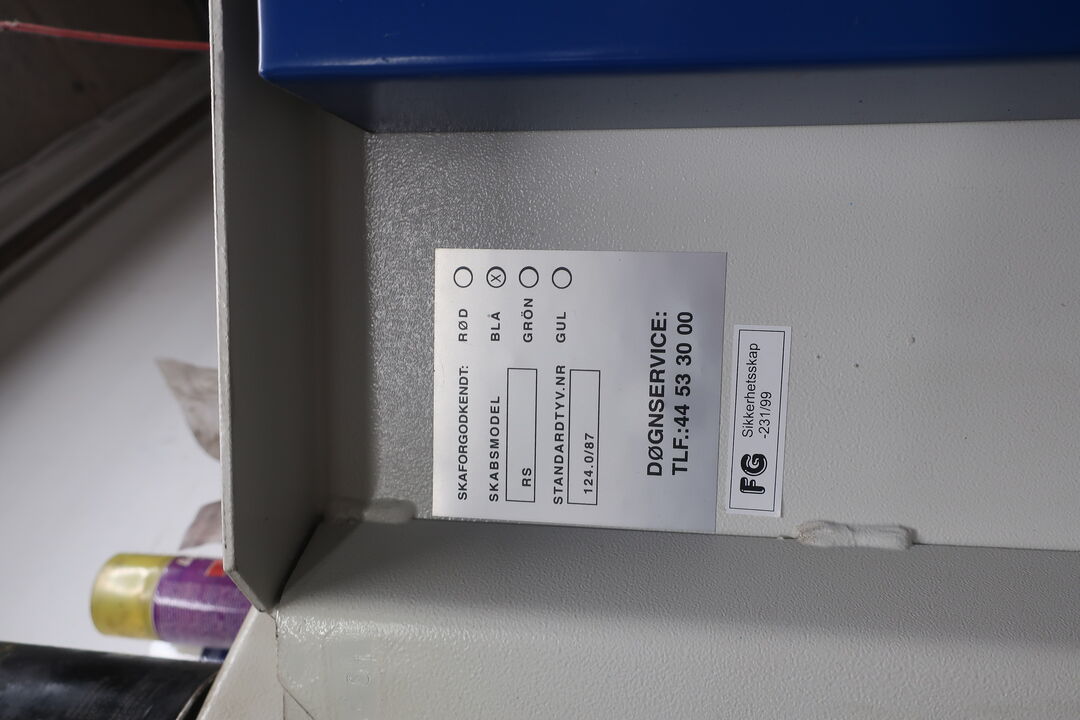 SKAFORGODKENDT: RØD
SKABSMODEL BLÅ X
RS GRÖN
STANDARDTYV.NR GUL
124.0/87
DØGNSERVICE:
TLF.:44 53 30 00
FG Sikkerhetsskap
-231/99